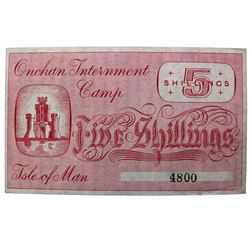 Onchan Internment
Camp
5
SHILLINGS
Five Shillings
Isle of Man
4800